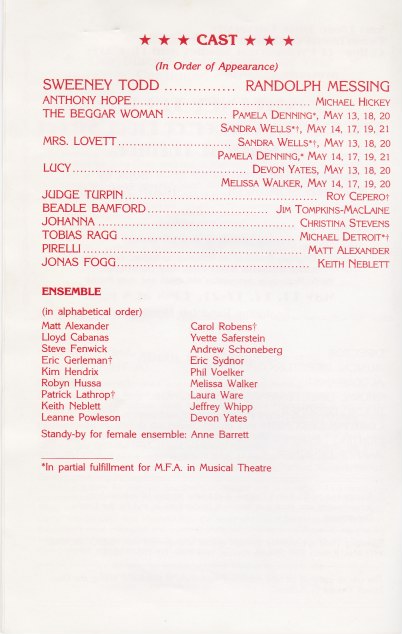 ★ ★ ★ CAST ★ ★ ★
(In Order of Appearance)
SWEENEY TODD .............. RANDOLPH MESSING
ANTHONY HOPE ............................................ MICHAEL HICKEY
THE BEGGAR WOMAN ............... PAMELA DENNING*, MAY 13, 18, 20
SANDRA WELLS*†, MAY 14, 17, 19, 21
MRS. LOVETT ............................ SANDRA WELLS*†, MAY 13, 18, 20
PAMELA DENNING,* MAY 14, 17, 19, 21
LUCY ........................................... DEVON YATES, MAY 13, 18, 20
MELISSA WALKER, MAY 14, 17, 19, 20
JUDGE TURPIN .................................................. ROY CEPERO†
BEADLE BAMFORD .............................. JIM TOMPKINS-MACLAINE
JOHANNA .................................................. CHRISTINA STEVENS
TOBIAS RAGG ........................................... MICHAEL DETROIT*†
PIRELLI ...................................................... MATT ALEXANDER
JONAS FOGG ................................................ KEITH NEBLETT
ENSEMBLE
(in alphabetical order)
Matt Alexander Carol Robens†
Lloyd Cabanas Yvette Saferstein
Steve Fenwick Andrew Schoneberg
Eric Gerleman† Eric Sydnor
Kim Hendrix Phil Voelker
Robyn Hussa Melissa Walker
Patrick Lathrop† Laura Ware
Keith Neblett Jeffrey Whipp
Leanne Powleson Devon Yates
Standy-by for female ensemble: Anne Barrett
*In partial fulfillment for M.F.A. in Musical Theatre